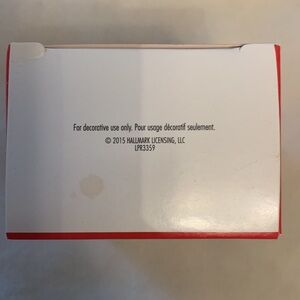 For decorative use only. Pour usage décoratif seulement.
© 2015 HALLMARK LICENSING, LLC
LPR3359